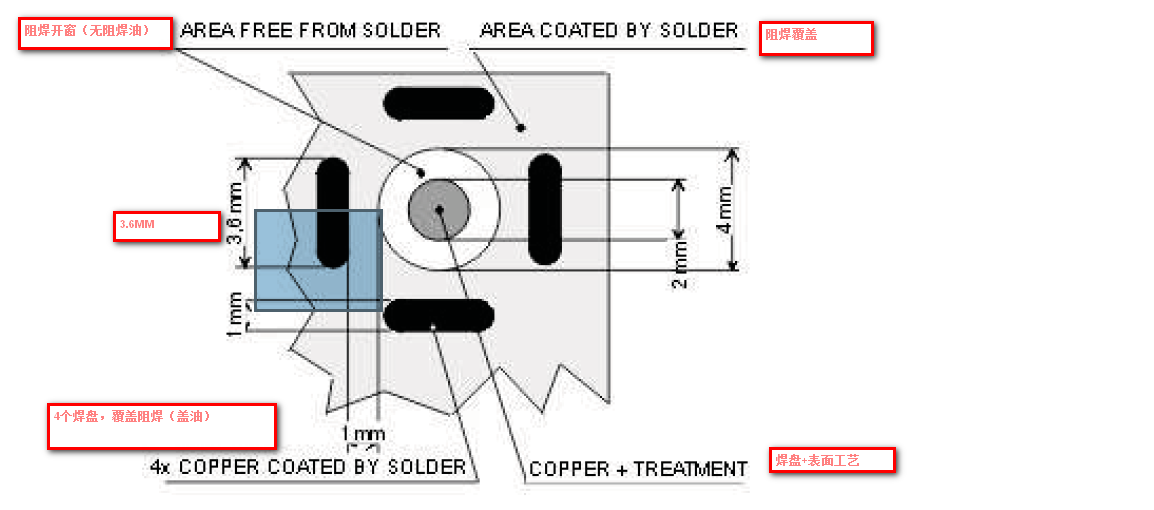 阻焊开窗（无阻焊油）
AREA FREE FROM SOLDER
AREA COATED BY SOLDER
阻焊覆盖
3,6 mm
3.6MM
4 mm
2 mm
1 mm
4个焊盘，覆盖阻焊（盖油）
1 mm
4x COPPER COATED BY SOLDER
COPPER + TREATMENT
焊盘+表面工艺